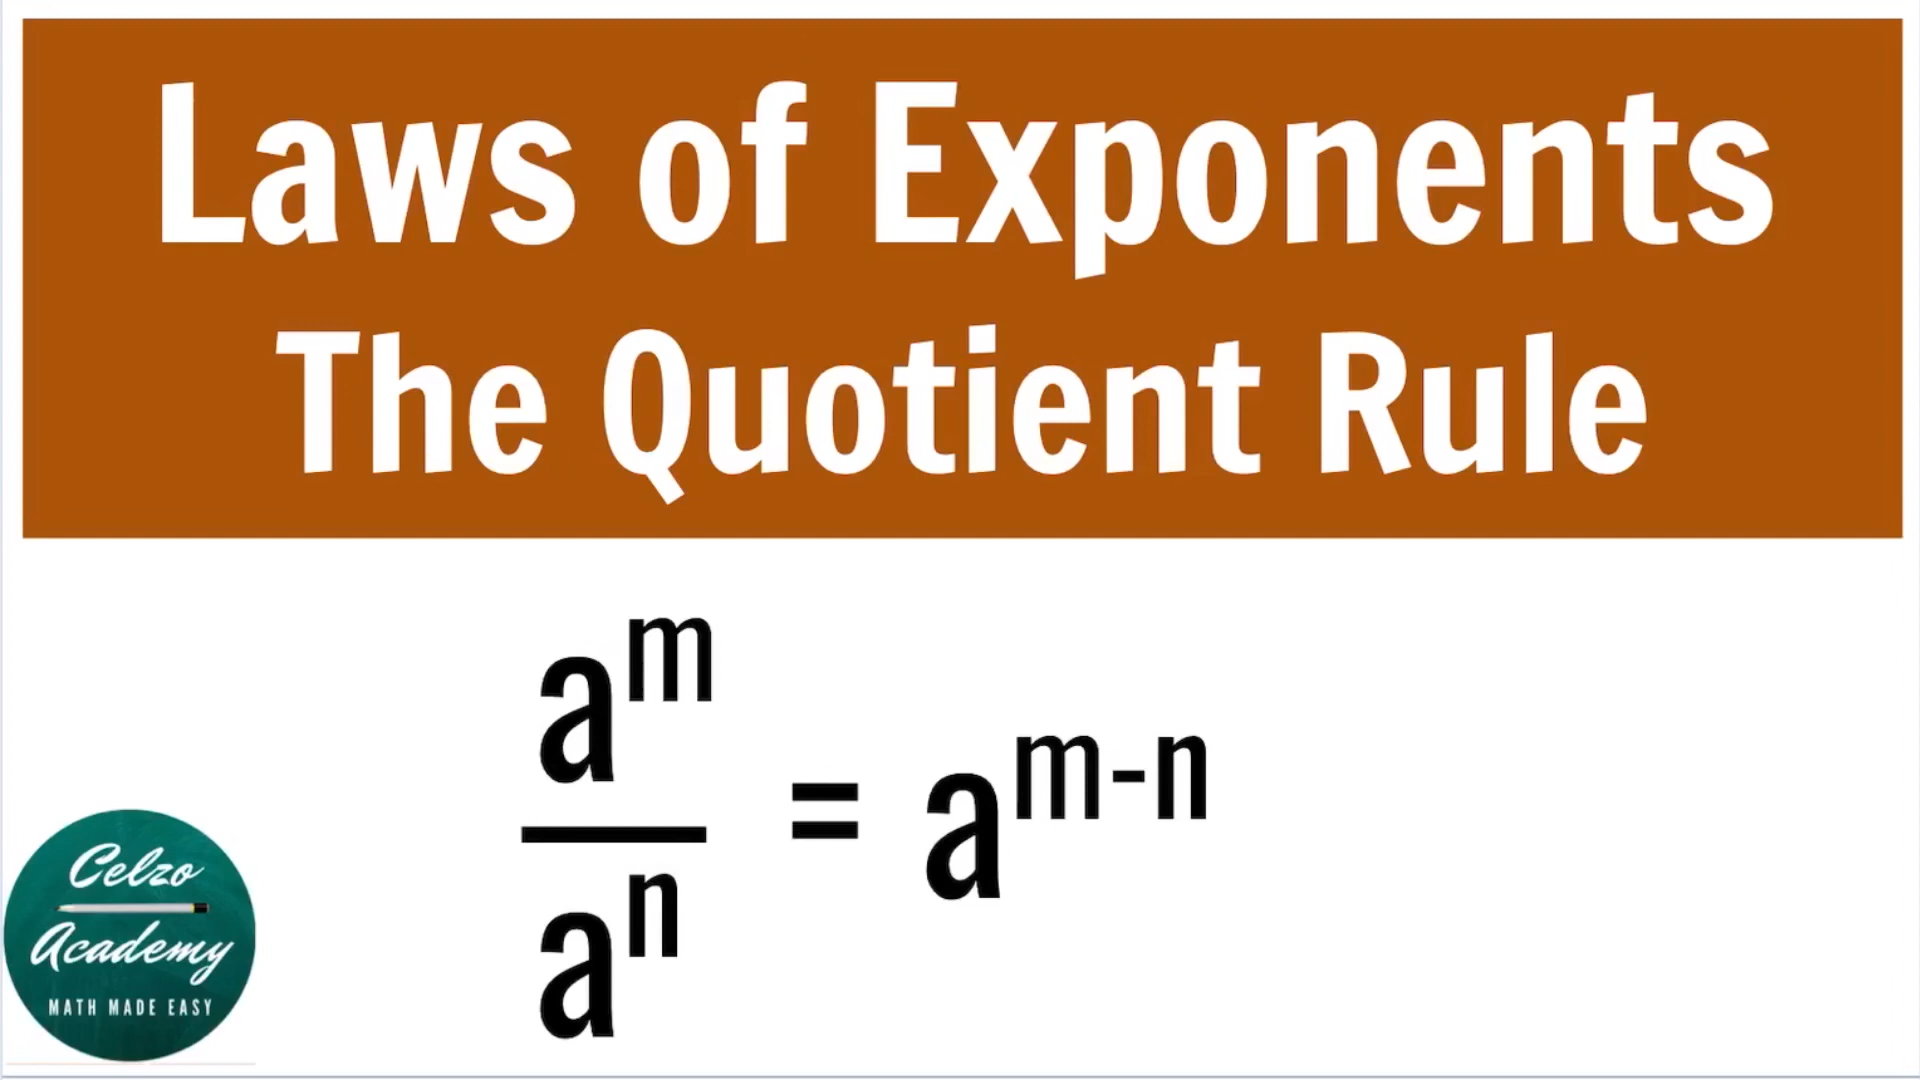 Laws of Exponents
The Quotient Rule
a^m
= a^{m-n}
a^n
Celzo
Academy
MATH MADE EASY